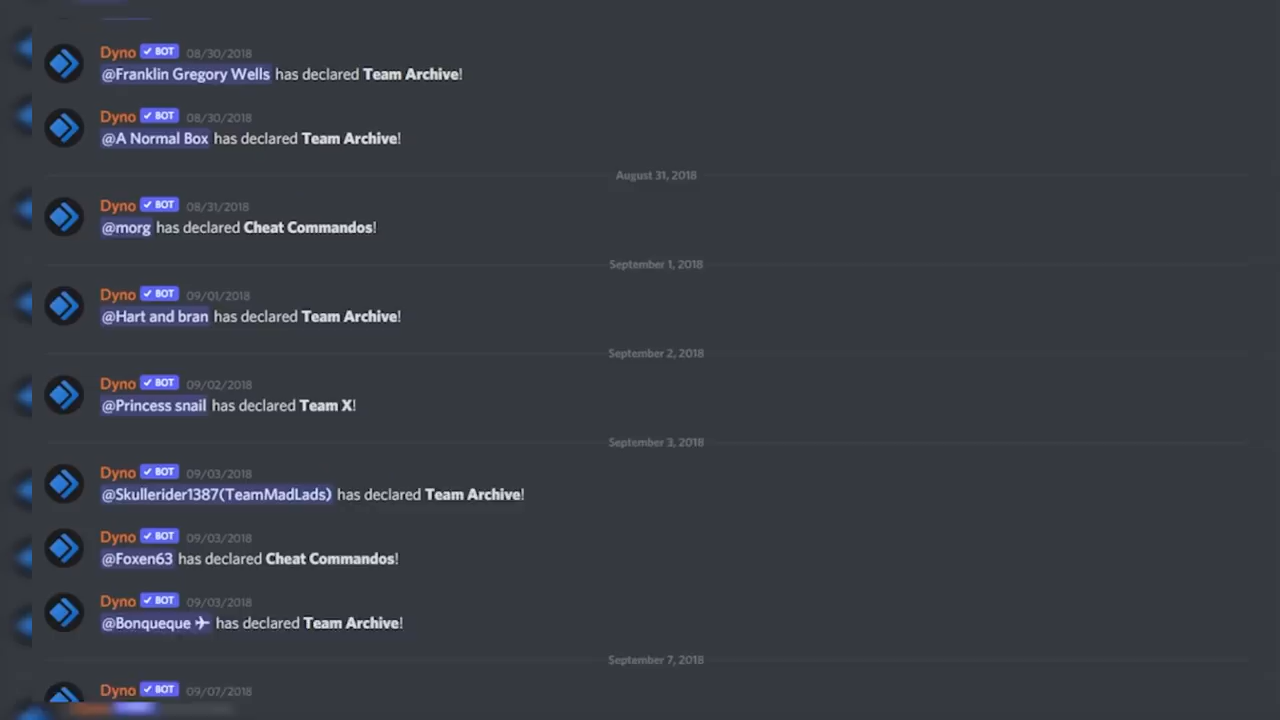 Dyno ✓ BOT 08/30/2018
@Franklin Gregory Wells has declared Team Archive!
Dyno ✓ BOT 08/30/2018
@A Normal Box has declared Team Archive!
August 31, 2018
Dyno ✓ BOT 08/31/2018
@morg has declared Cheat Commandos!
September 1, 2018
Dyno ✓ BOT 09/01/2018
@Hart and bran has declared Team Archive!
September 2, 2018
Dyno ✓ BOT 09/02/2018
@Princess snail has declared Team X!
September 3, 2018
Dyno ✓ BOT 09/03/2018
@Skullerider1387(TeamMadLads) has declared Team Archive!
Dyno ✓ BOT 09/03/2018
@Foxen63 has declared Cheat Commandos!
Dyno ✓ BOT 09/03/2018
@Bonqueque ✈ has declared Team Archive!
September 7, 2018
Dyno ✓ BOT 09/07/2018